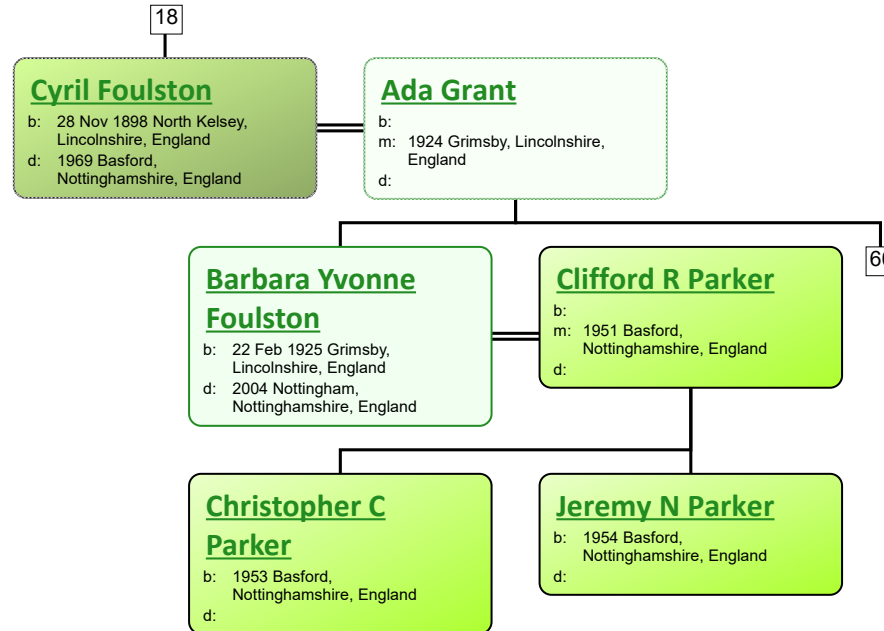 18
Cyril Foulston
b: 28 Nov 1898 North Kelsey,
Lincolnshire, England
d: 1969 Basford,
Nottinghamshire, England
Ada Grant
b:
m: 1924 Grimsby, Lincolnshire,
England
d:
Barbara Yvonne
Foulston
b: 22 Feb 1925 Grimsby,
Lincolnshire, England
d: 2004 Nottingham,
Nottinghamshire, England
Clifford R Parker
b:
m: 1951 Basford,
Nottinghamshire, England
d:
Christopher C
Parker
b: 1953 Basford,
Nottinghamshire, England
d:
Jeremy N Parker
b: 1954 Basford,
Nottinghamshire, England
d: